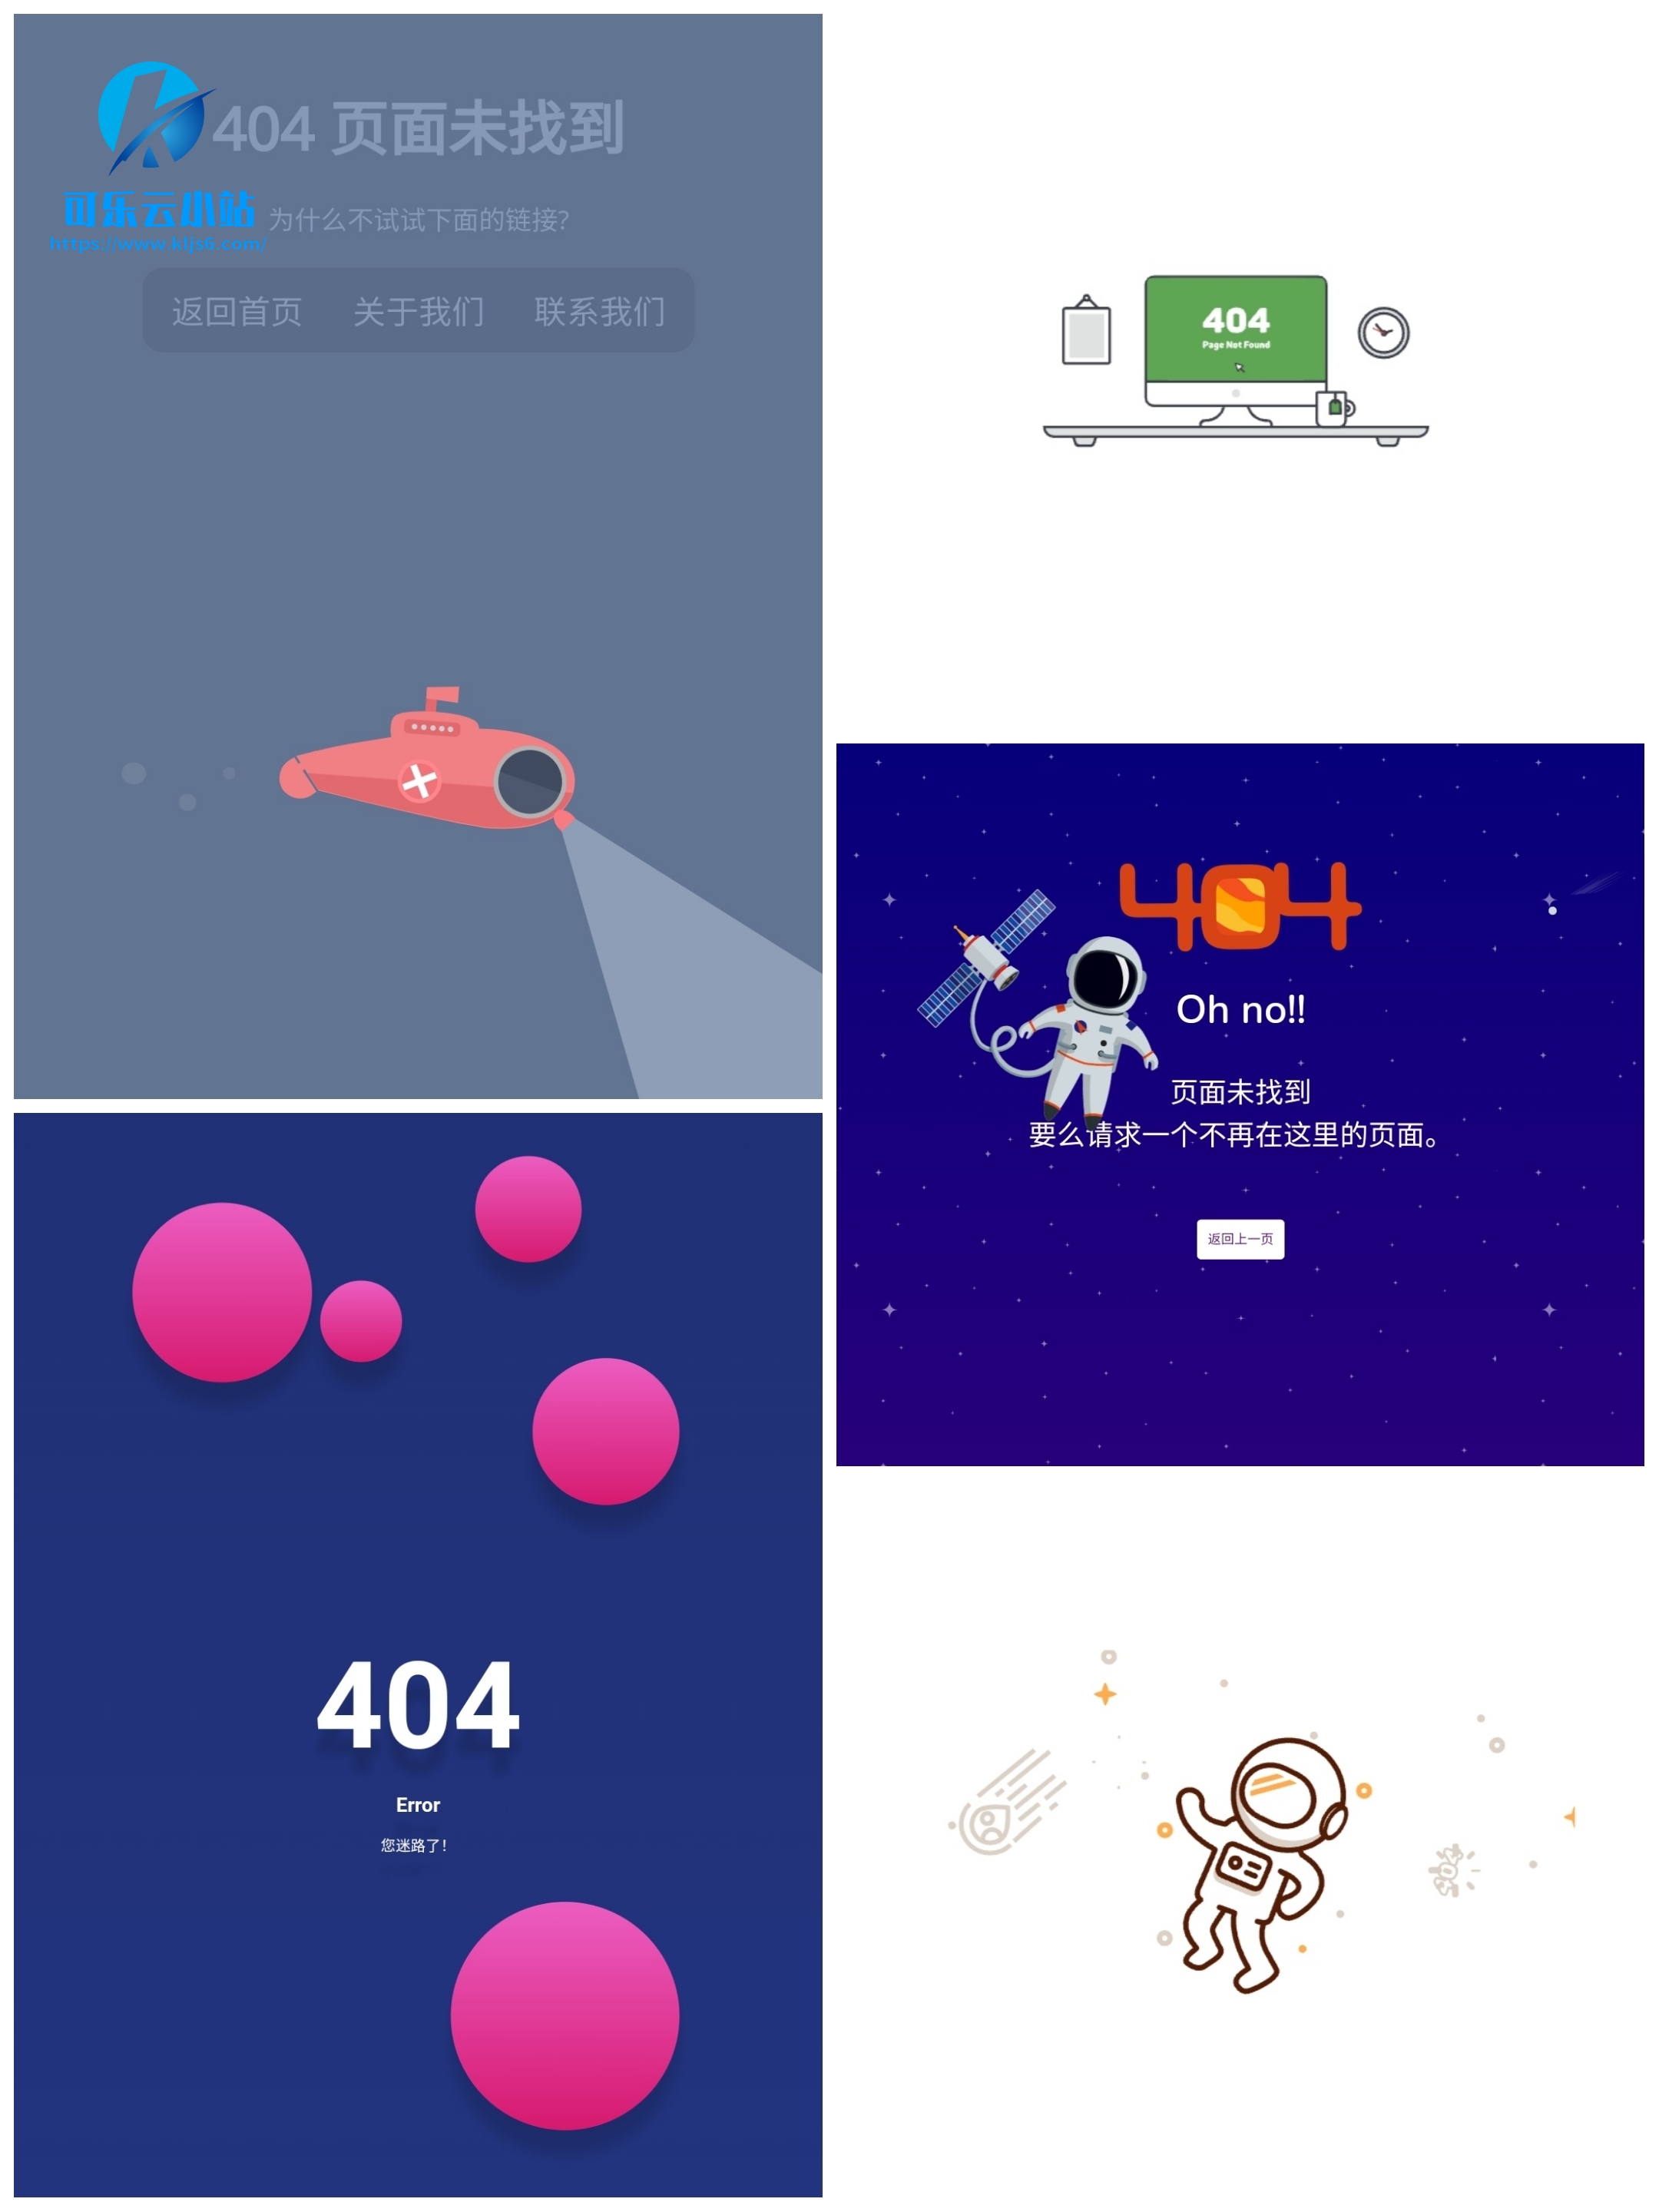 404 页面未找到
可乐云小站
https://www.kljs6.com/
为什么不试试下面的链接?
返回首页 关于我们 联系我们
404
Page Not Found
404
Oh no!!
页面未找到
要么请求一个不再在这里的页面。
返回上一页
404
Error
您迷路了!